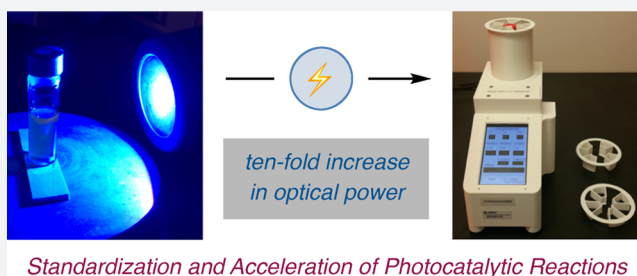 ten-fold increase
in optical power
Standardization and Acceleration of Photocatalytic Reactions